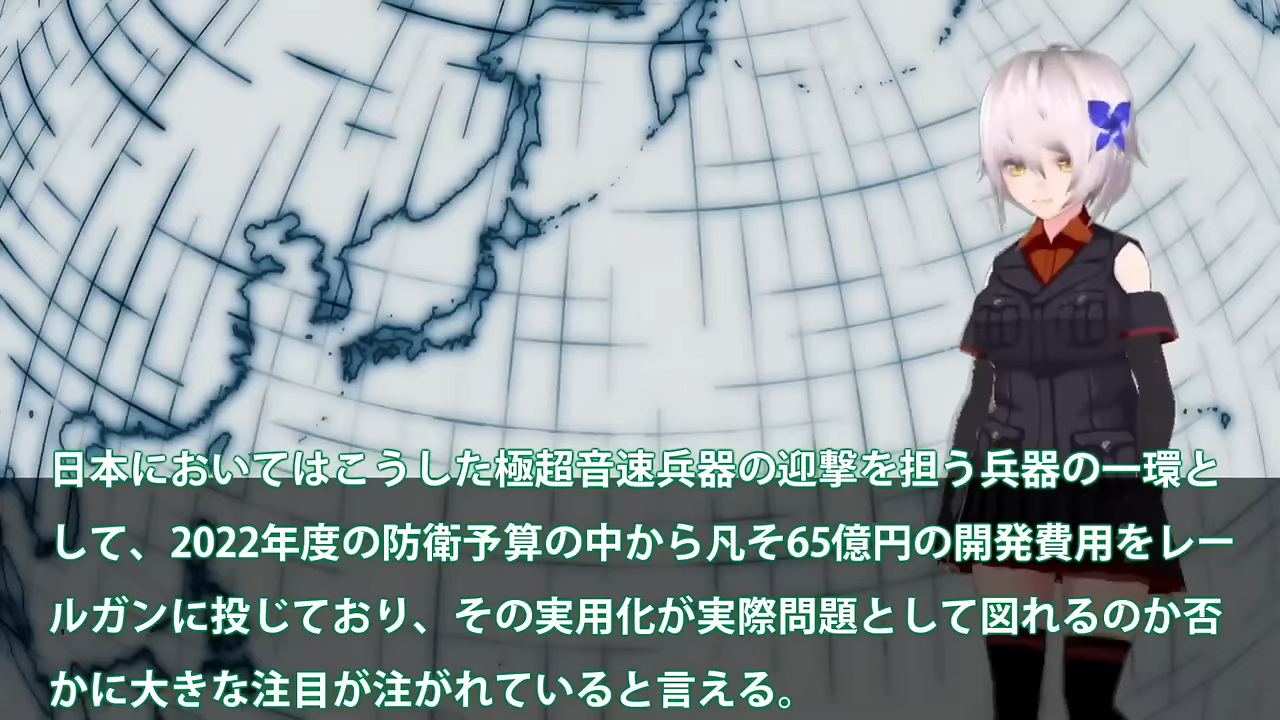 日本においてはこうした極超音速兵器の迎撃を担う兵器の一環と
して、2022年度の防衛予算の中から凡そ65億円の開発費用をレー
ルガンに投じており、その実用化が実際問題として図れるのか否
かに大きな注目が注がれていると言える。